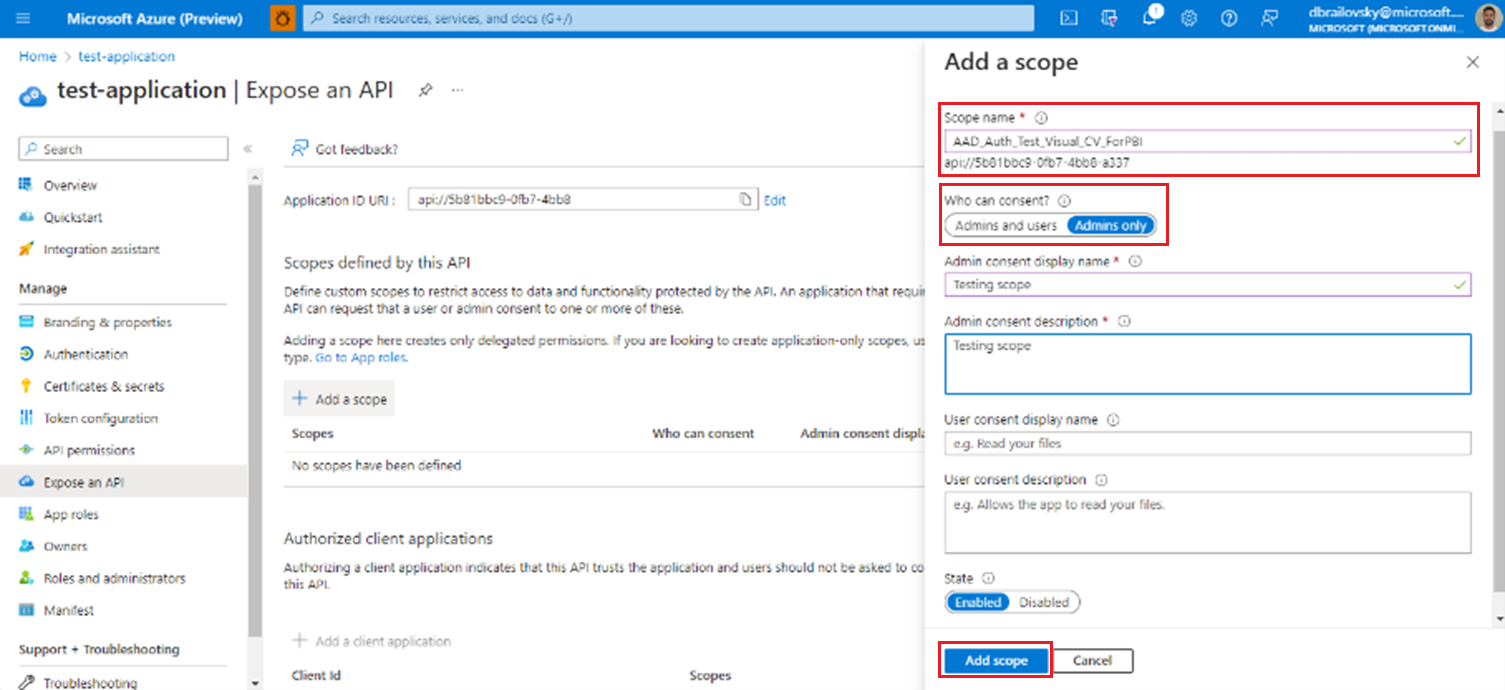 Microsoft Azure (Preview)
Search resources, services, and docs (G+/)
1
dbrailovsky@microsoft....
MICROSOFT (MICROSOFT.ONMI...
Home > test-application
test-application | Expose an API
...
Search
«
Overview
Quickstart
Integration assistant
Manage
Branding & properties
Authentication
Certificates & secrets
Token configuration
API permissions
Expose an API
App roles
Owners
Roles and administrators
Manifest
Support + Troubleshooting
Troubleshooting
Got feedback?
Application ID URI : api://5b81bbc9-0fb7-4bb8 Edit
Scopes defined by this API
Define custom scopes to restrict access to data and functionality protected by the API. An application that requi
API can request that a user or admin consent to one or more of these.
Adding a scope here creates only delegated permissions. If you are looking to create application-only scopes, us
type. Go to App roles.
+ Add a scope
Scopes Who can consent Admin consent displa
No scopes have been defined
Authorized client applications
Authorizing a client application indicates that this API trusts the application and users should not be asked to co
this API.
+ Add a client application
Client Id Scopes
Add a scope
Scope name *
AAD_Auth_Test_Visual_CV_ForPBI
api://5b81bbc9-0fb7-4bb8-a337
Who can consent?
Admins and users Admins only
Admin consent display name *
Testing scope
Admin consent description *
Testing scope
User consent display name
e.g. Read your files
User consent description
e.g. Allows the app to read your files.
State
Enabled Disabled
Add scope Cancel